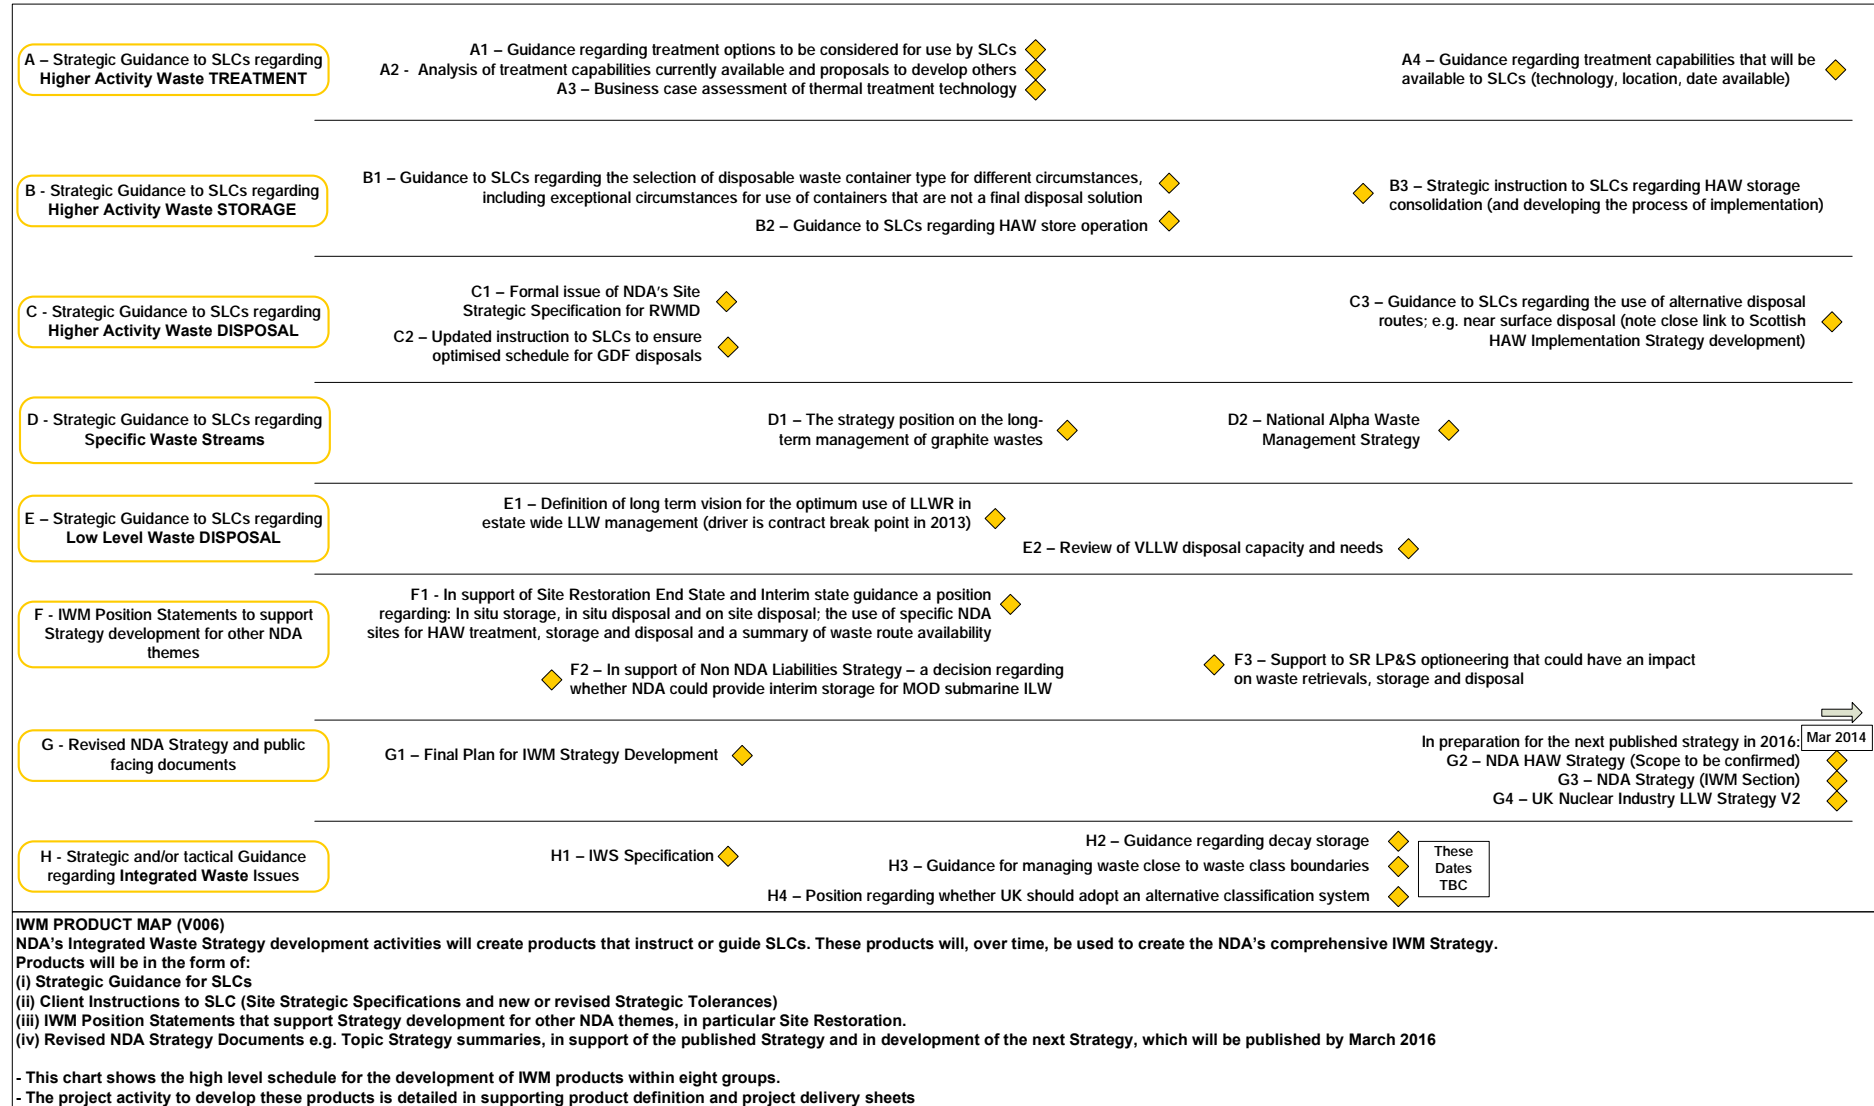 A – Strategic Guidance to SLCs regarding
Higher Activity Waste TREATMENT
A1 – Guidance regarding treatment options to be considered for use by SLCs
A2 - Analysis of treatment capabilities currently available and proposals to develop others
A3 – Business case assessment of thermal treatment technology
A4 – Guidance regarding treatment capabilities that will be
available to SLCs (technology, location, date available)
B - Strategic Guidance to SLCs regarding
Higher Activity Waste STORAGE
B1 – Guidance to SLCs regarding the selection of disposable waste container type for different circumstances,
including exceptional circumstances for use of containers that are not a final disposal solution
B2 – Guidance to SLCs regarding HAW store operation
B3 – Strategic instruction to SLCs regarding HAW storage
consolidation (and developing the process of implementation)
C - Strategic Guidance to SLCs regarding
Higher Activity Waste DISPOSAL
C1 – Formal issue of NDA's Site
Strategic Specification for RWMD
C2 – Updated instruction to SLCs to ensure
optimised schedule for GDF disposals
C3 – Guidance to SLCs regarding the use of alternative disposal
routes; e.g. near surface disposal (note close link to Scottish
HAW Implementation Strategy development)
D - Strategic Guidance to SLCs regarding
Specific Waste Streams
D1 – The strategy position on the long-
term management of graphite wastes
D2 – National Alpha Waste
Management Strategy
E – Strategic Guidance to SLCs regarding
Low Level Waste DISPOSAL
E1 – Definition of long term vision for the optimum use of LLWR in
estate wide LLW management (driver is contract break point in 2013)
E2 – Review of VLLW disposal capacity and needs
F - IWM Position Statements to support
Strategy development for other NDA
themes
F1 - In support of Site Restoration End State and Interim state guidance a position
regarding: In situ storage, in situ disposal and on site disposal; the use of specific NDA
sites for HAW treatment, storage and disposal and a summary of waste route availability
F2 – In support of Non NDA Liabilities Strategy – a decision regarding
whether NDA could provide interim storage for MOD submarine ILW
F3 – Support to SR LP&S optioneering that could have an impact
on waste retrievals, storage and disposal
G - Revised NDA Strategy and public
facing documents
G1 – Final Plan for IWM Strategy Development
Mar 2014
In preparation for the next published strategy in 2016:
G2 – NDA HAW Strategy (Scope to be confirmed)
G3 – NDA Strategy (IWM Section)
G4 – UK Nuclear Industry LLW Strategy V2
H - Strategic and/or tactical Guidance
regarding Integrated Waste Issues
H1 – IWS Specification
H2 – Guidance regarding decay storage
H3 – Guidance for managing waste close to waste class boundaries
H4 – Position regarding whether UK should adopt an alternative classification system
These
Dates
TBC
IWM PRODUCT MAP (V006)
NDA's Integrated Waste Strategy development activities will create products that instruct or guide SLCs. These products will, over time, be used to create the NDA's comprehensive IWM Strategy.
Products will be in the form of:
(i) Strategic Guidance for SLCs
(ii) Client Instructions to SLC (Site Strategic Specifications and new or revised Strategic Tolerances)
(iii) IWM Position Statements that support Strategy development for other NDA themes, in particular Site Restoration.
(iv) Revised NDA Strategy Documents e.g. Topic Strategy summaries, in support of the published Strategy and in development of the next Strategy, which will be published by March 2016
- This chart shows the high level schedule for the development of IWM products within eight groups.
- The project activity to develop these products is detailed in supporting product definition and project delivery sheets